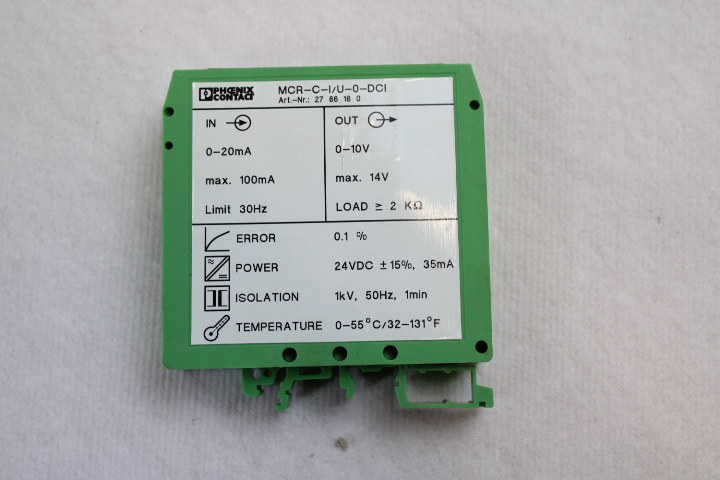 PHŒNIX CONTACT
MCR-C-I/U-0-DCI
Art.-Nr.: 27 86 16 0
IN
OUT
0-20mA
0-10V
max. 100mA
max. 14V
Limit 30Hz
LOAD ≥ 2 KΩ
ERROR 0.1 %
POWER 24VDC ±15%, 35mA
ISOLATION 1kV, 50Hz, 1min
TEMPERATURE 0-55°C/32-131°F